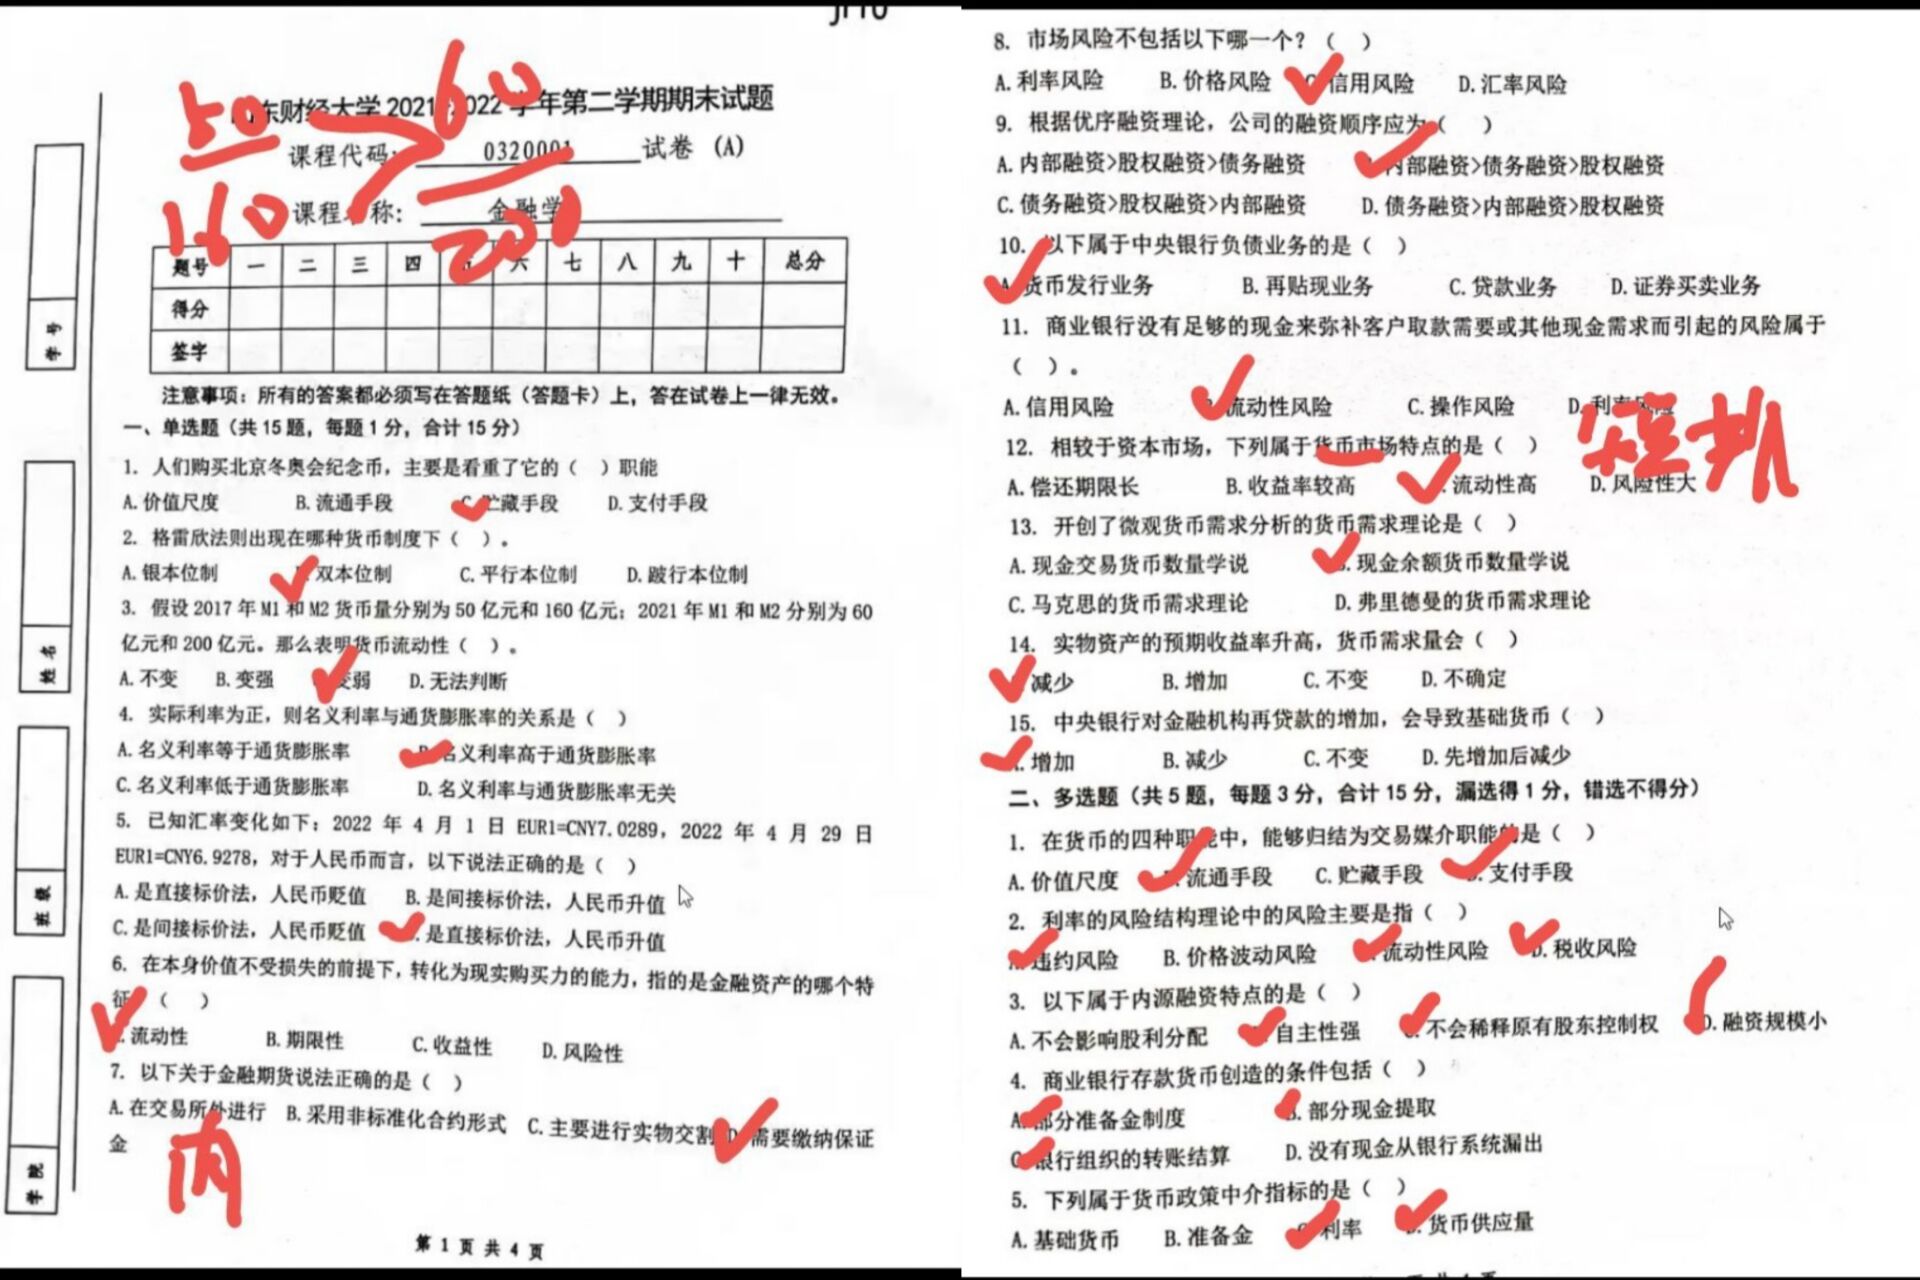 东财经大学2021 2022学年第二学期期末试题
课程代码: 0320001 试卷 (A)
课程名称: 金融学
50
160
60
200
题号 一 二 三 四 五 六 七 八 九 十 总分
得分
签字
学号
姓名
班级
学院
注意事项：所有的答案都必须写在答题纸（答题卡）上，答在试卷上一律无效。
一、单选题（共15题，每题1分，合计15分）
1. 人们购买北京冬奥会纪念币，主要是看重了它的（ ）职能
A.价值尺度 B.流通手段 C.贮藏手段 D.支付手段
2. 格雷欣法则出现在哪种货币制度下（ ）。
A.银本位制 双本位制 C.平行本位制 D.跛行本位制
3. 假设2017年M1和M2货币量分别为50亿元和160亿元；2021年M1和M2分别为60
亿元和200亿元。那么表明货币流动性（ ）。
A.不变 B.变强 变弱 D.无法判断
4. 实际利率为正，则名义利率与通货膨胀率的关系是（ ）
A.名义利率等于通货膨胀率 B.名义利率高于通货膨胀率
C.名义利率低于通货膨胀率 D.名义利率与通货膨胀率无关
5. 已知汇率变化如下：2022 年 4 月 1 日 EUR1=CNY7.0289，2022 年 4 月 29 日
EUR1=CNY6.9278，对于人民币而言，以下说法正确的是（ ）
A.是直接标价法，人民币贬值 B.是间接标价法，人民币升值
C.是间接标价法，人民币贬值 是直接标价法，人民币升值
6. 在本身价值不受损失的前提下，转化为现实购买力的能力，指的是金融资产的哪个特
征（ ）
流动性 B.期限性 C.收益性 D.风险性
7. 以下关于金融期货说法正确的是（ ）
A.在交易所外进行 B.采用非标准化合约形式 C.主要进行实物交割 D.需要缴纳保证
金
内
第 1 页 共 4 页
8. 市场风险不包括以下哪一个？（ ）
A.利率风险 B.价格风险 C.信用风险 D.汇率风险
9. 根据优序融资理论，公司的融资顺序应为（ ）
A.内部融资>股权融资>债务融资 内部融资>债务融资>股权融资
C.债务融资>股权融资>内部融资 D.债务融资>内部融资>股权融资
10. 以下属于中央银行负债业务的是（ ）
A.货币发行业务 B.再贴现业务 C.贷款业务 D.证券买卖业务
11. 商业银行没有足够的现金来弥补客户取款需要或其他现金需求而引起的风险属于
（ ）。
A.信用风险 流动性风险 C.操作风险 D.利率风险
12. 相较于资本市场，下列属于货币市场特点的是（ ）
短期
A.偿还期限长 B.收益率较高 流动性高 D.风险性大
13. 开创了微观货币需求分析的货币需求理论是（ ）
A.现金交易货币数量学说 B.现金余额货币数量学说
C.马克思的货币需求理论 D.弗里德曼的货币需求理论
14. 实物资产的预期收益率升高，货币需求量会（ ）
减少 B.增加 C.不变 D.不确定
15. 中央银行对金融机构再贷款的增加，会导致基础货币（ ）
增加 B.减少 C.不变 D.先增加后减少
二、多选题（共5题，每题3分，合计15分，漏选得1分，错选不得分）
1. 在货币的四种职能中，能够归结为交易媒介职能的是（ ）
A.价值尺度 流通手段 C.贮藏手段 D.支付手段
2. 利率的风险结构理论中的风险主要是指（ ）
违约风险 B.价格波动风险 流动性风险 D.税收风险
3. 以下属于内源融资特点的是（ ）
A.不会影响股利分配 自主性强 C.不会稀释原有股东控制权 D.融资规模小
4. 商业银行存款货币创造的条件包括（ ）
A.部分准备金制度 B.部分现金提取
C.银行组织的转账结算 D.没有现金从银行系统漏出
5. 下列属于货币政策中介指标的是（ ）
A.基础货币 B.准备金 C.利率 货币供应量